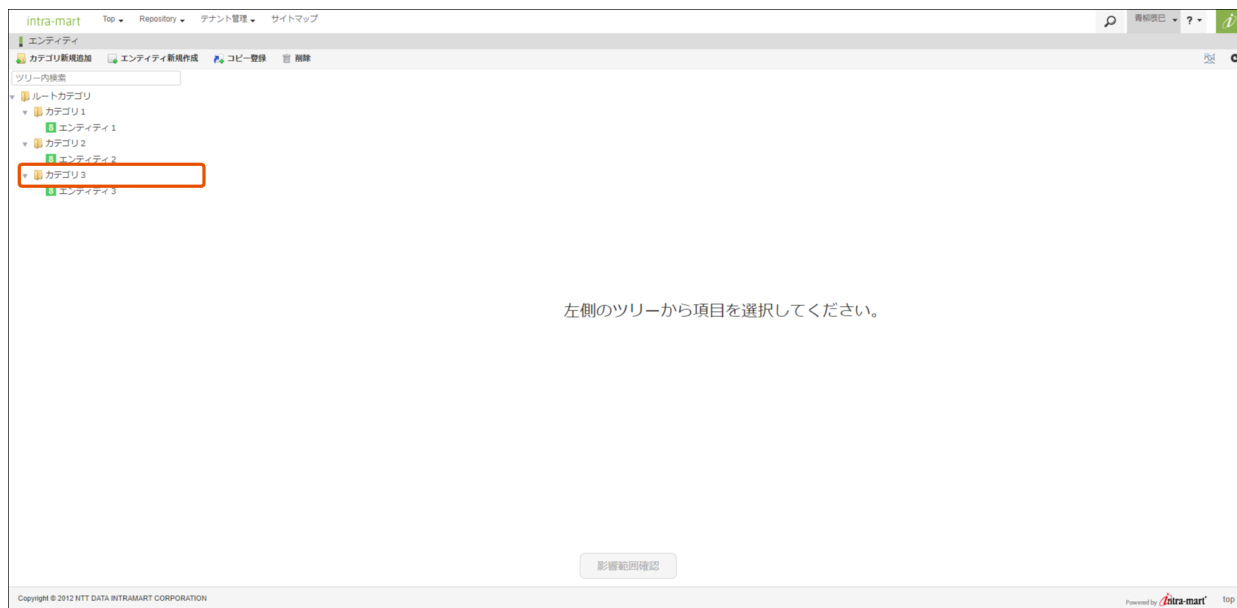 intra-mart Top Repository テナント管理 サイトマップ 青柳辰巳 ?
エンティティ
カテゴリ新規追加 エンティティ新規作成 コピー登録 削除
ツリー内検索
ルートカテゴリ
カテゴリ1
エンティティ1
カテゴリ2
エンティティ2
カテゴリ3
エンティティ3
左側のツリーから項目を選択してください。
影響範囲確認
Copyright © 2012 NTT DATA INTRAMART CORPORATION Powered by intra-mart top